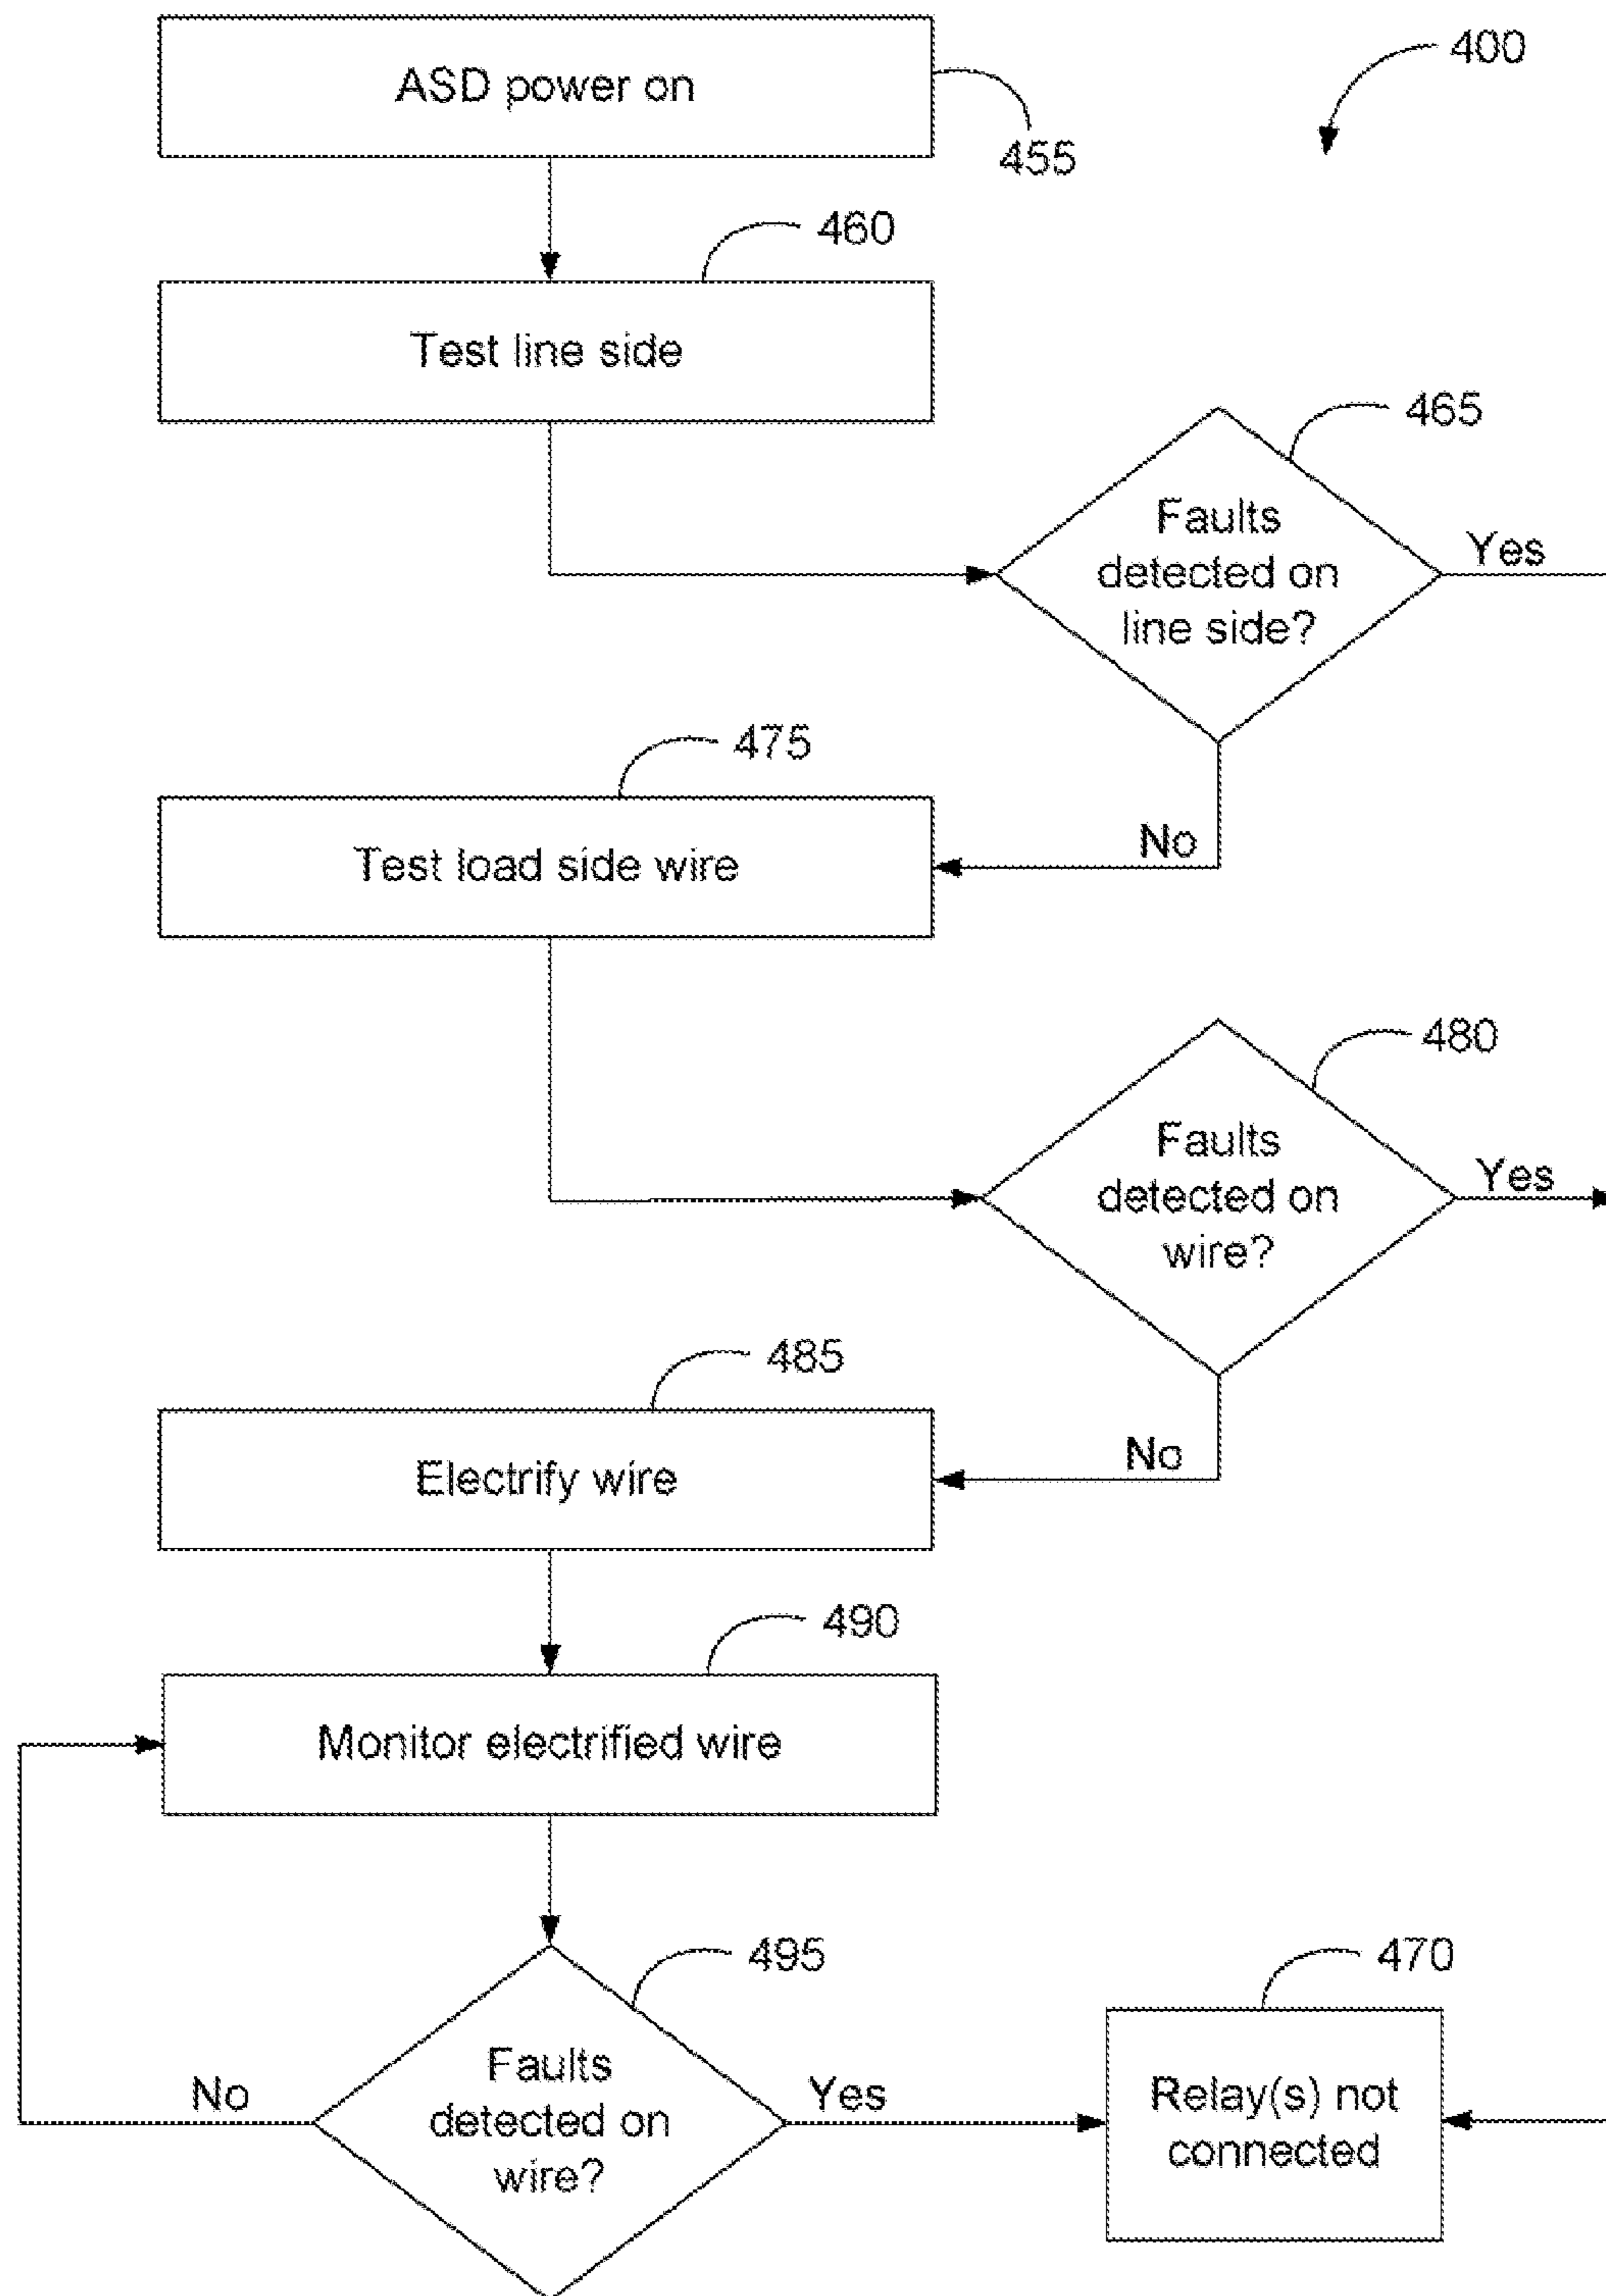 ASD power on
400
455
460
Test line side
465
Faults
detected on
line side?
Yes
475
No
Test load side wire
480
Faults
detected on
wire?
Yes
485
No
Electrify wire
490
Monitor electrified wire
495
470
Faults
detected on
wire?
No
Yes
Relay(s) not
connected